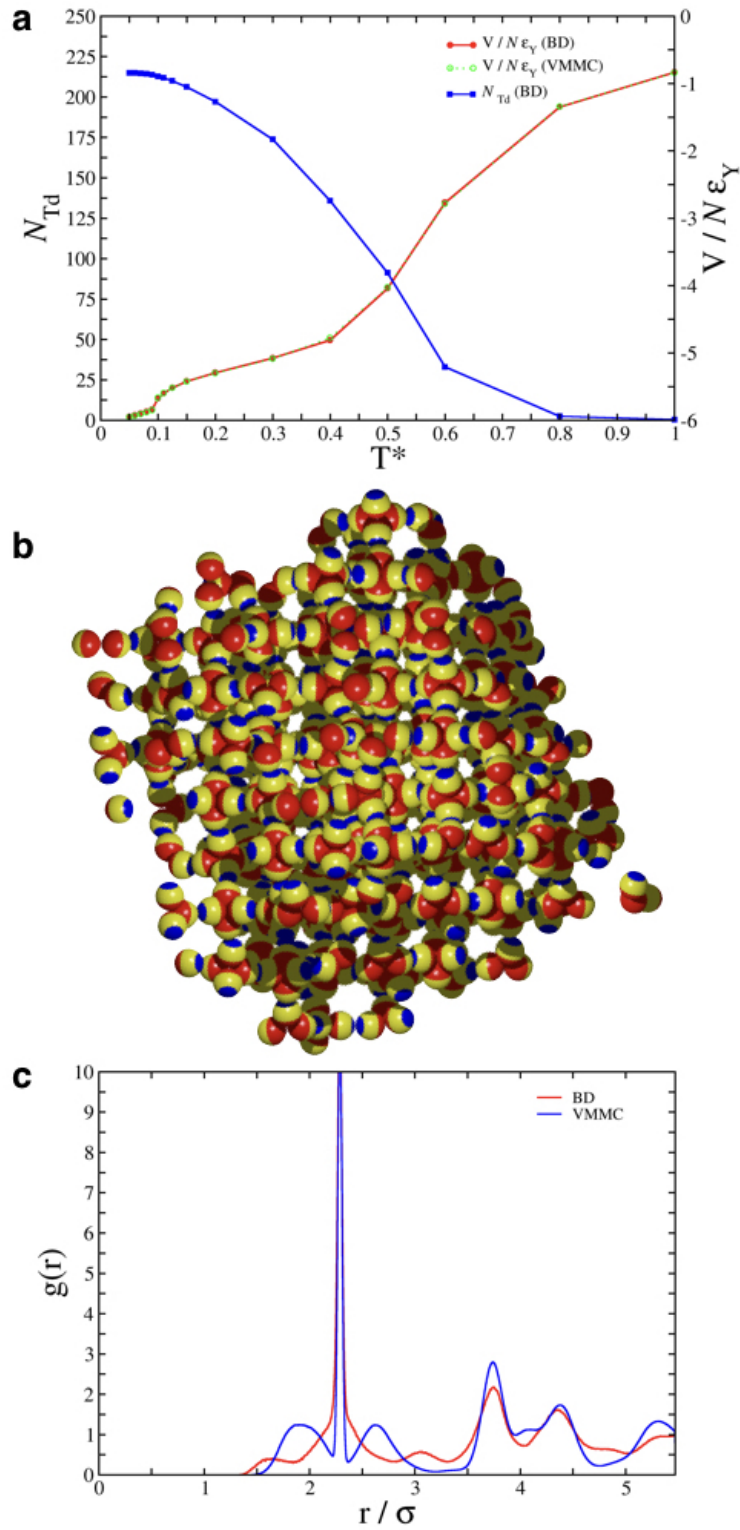 a
V / N ε_Y (BD)
V / N ε_Y (VMMC)
N_Td (BD)
250
225
200
175
150
125
100
75
50
25
0
N_Td
0
-1
-2
-3
-4
-5
-6
V / N ε_Y
0 0.1 0.2 0.3 0.4 0.5 0.6 0.7 0.8 0.9 1
T*
b
c
BD
VMMC
10
9
8
7
6
5
4
3
2
1
0
g(r)
0 1 2 3 4 5
r / σ